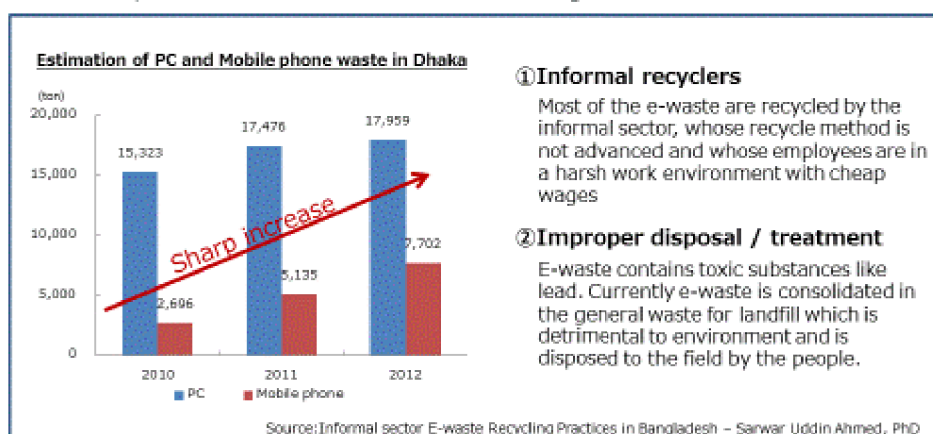 Estimation of PC and Mobile phone waste in Dhaka
(ton)
20,000
15,000
10,000
5,000
0
15,323
17,476
17,959
2,696
5,135
7,702
Sharp increase
2010
2011
2012
PC
Mobile phone
①Informal recyclers
Most of the e-waste are recycled by the
informal sector, whose recycle method is
not advanced and whose employees are in
a harsh work environment with cheap
wages
②Improper disposal / treatment
E-waste contains toxic substances like
lead. Currently e-waste is consolidated in
the general waste for landfill which is
detrimental to environment and is
disposed to the field by the people.
Source:Informal sector E-waste Recycling Practices in Bangladesh – Sarwar Uddin Ahmed, PhD